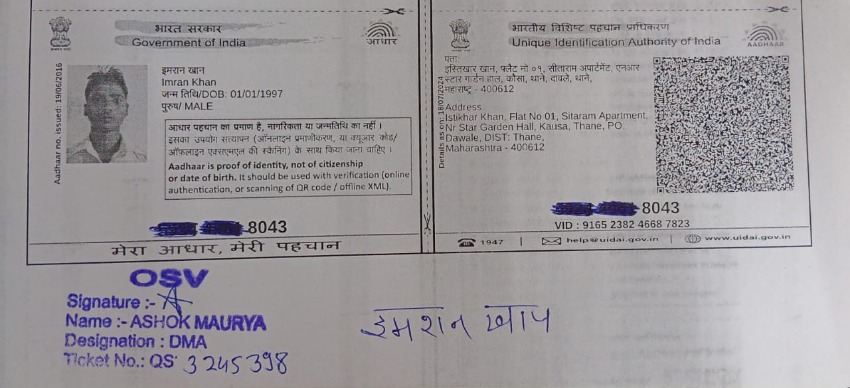 भारत सरकार
Government of India
आधार
Aadhaar no. issued: 19/06/2016
इमरान खान
Imran Khan
जन्म तिथि/DOB: 01/01/1997
पुरुष/ MALE
आधार पहचान का प्रमाण है, नागरिकता या जन्मतिथि का नहीं ।
इसका उपयोग सत्यापन (ऑनलाइन प्रमाणीकरण, या क्यूआर कोड/
ऑफलाइन एक्सएमएल की स्कैनिंग) के साथ किया जाना चाहिए ।
Aadhaar is proof of identity, not of citizenship
or date of birth. It should be used with verification (online
authentication, or scanning of QR code / offline XML).
8043
मेरा आधार, मेरी पहचान
भारतीय विशिष्ट पहचान प्राधिकरण
Unique Identification Authority of India
AADHAAR
Details as on: 18/07/2024
पता:
इस्तिखार खान, फ्लैट नो ०१, सीताराम अपार्टमेंट, एनआर
स्टार गार्डन हाल, कौसा, थाने, दावले, थाने,
महाराष्ट्र - 400612
Address
Istikhar Khan, Flat No 01, Sitaram Apartment,
Nr Star Garden Hall, Kausa, Thane, PO:
Dawale, DIST: Thane,
Maharashtra - 400612
8043
VID : 9165 2382 4668 7823
1947 | help@uidai.gov.in | www.uidai.gov.in
OSV
Signature :-
Name :- ASHOK MAURYA
Designation : DMA
Ticket No.: QS 3245398
इमरान खान